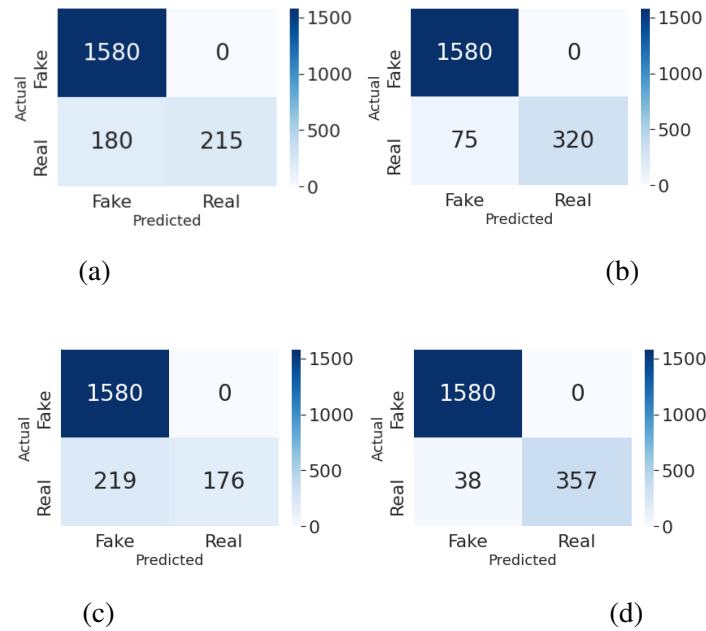 1580 0
180 215
Fake Real
Predicted
Actual
Fake
Real
1500
1000
500
0
(a)
1580 0
75 320
Fake Real
Predicted
Actual
Fake
Real
1500
1000
500
0
(b)
1580 0
219 176
Fake Real
Predicted
Actual
Fake
Real
1500
1000
500
0
(c)
1580 0
38 357
Fake Real
Predicted
Actual
Fake
Real
1500
1000
500
0
(d)